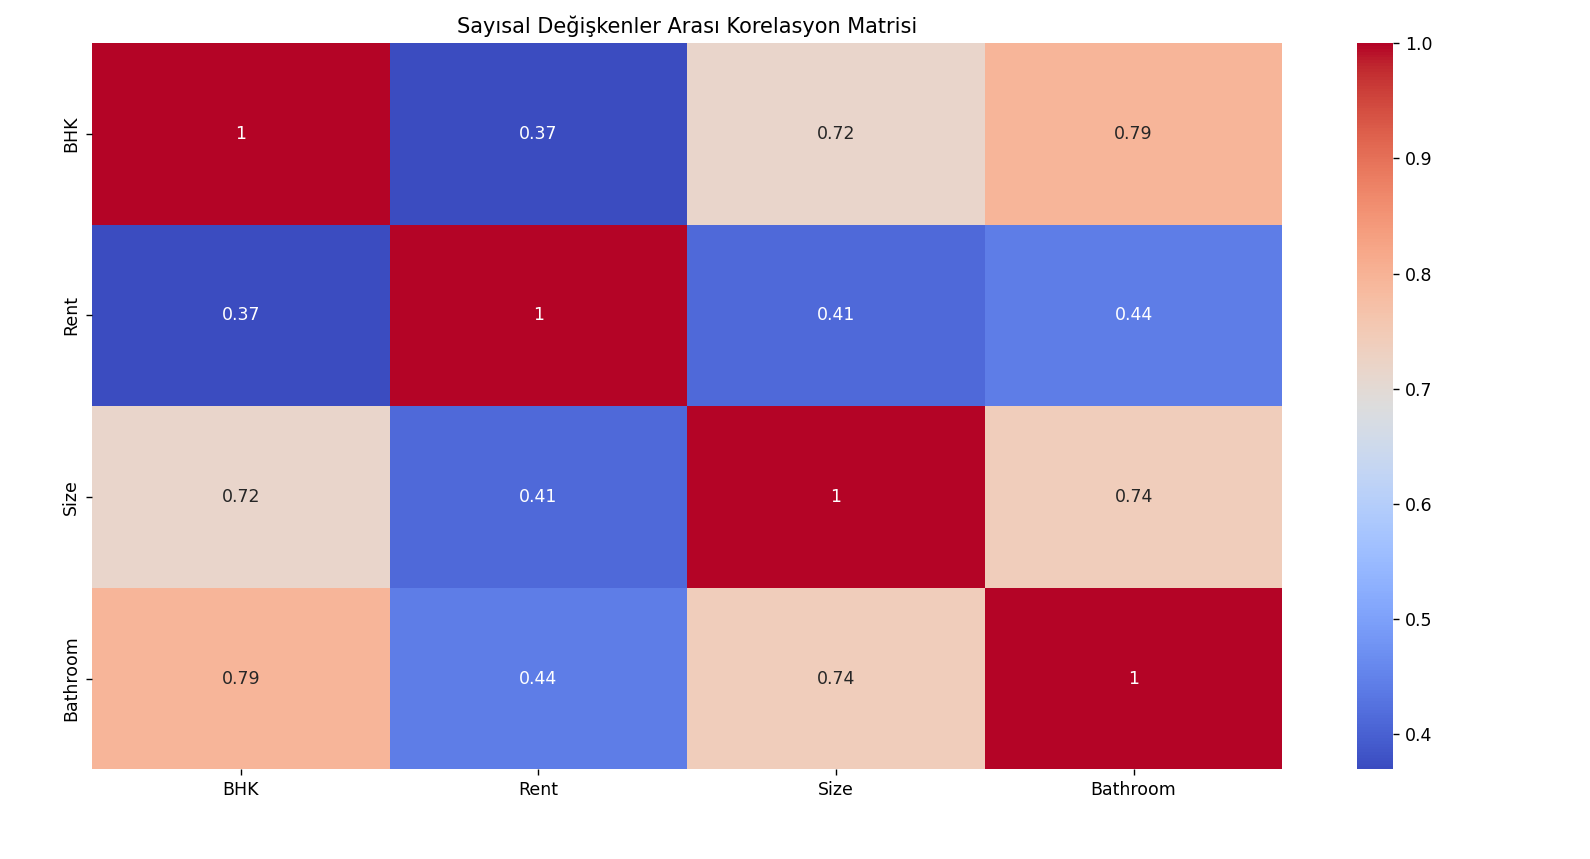 Sayısal Değişkenler Arası Korelasyon Matrisi
BHK 1 0.37 0.72 0.79
Rent 0.37 1 0.41 0.44
Size 0.72 0.41 1 0.74
Bathroom 0.79 0.44 0.74 1
BHK Rent Size Bathroom
1.0
0.9
0.8
0.7
0.6
0.5
0.4